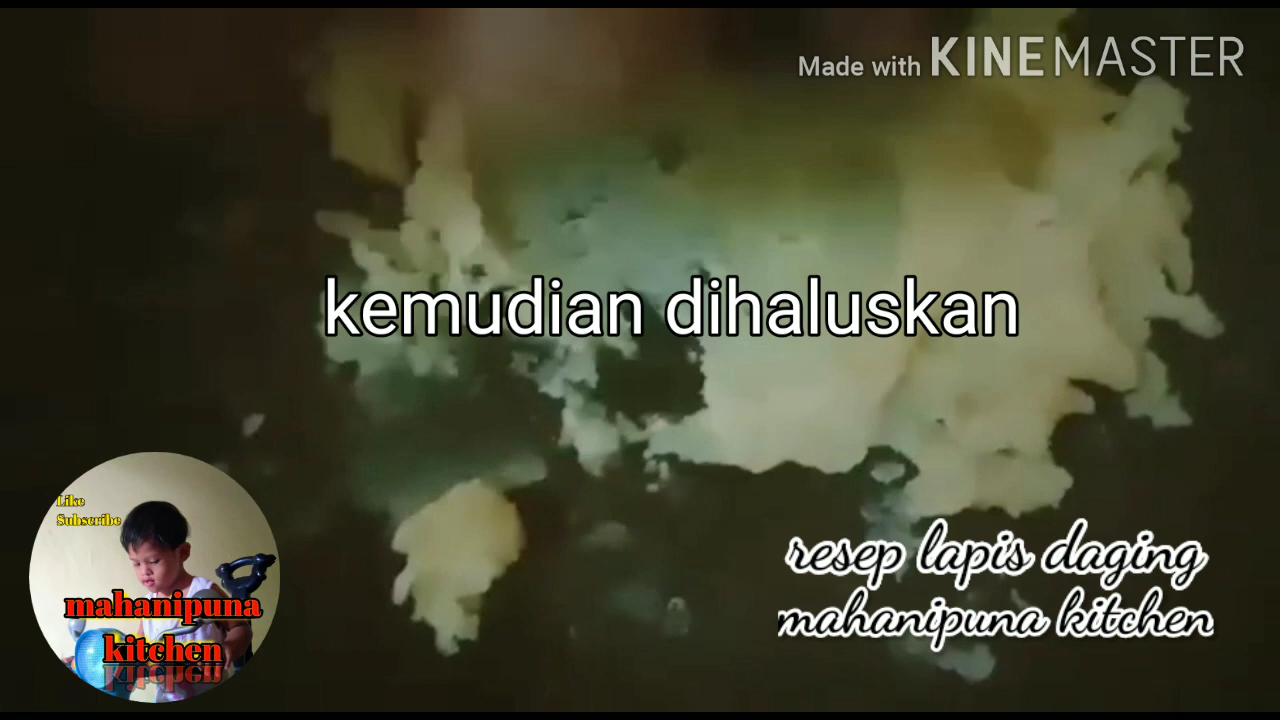 Made with KINEMASTER
kemudian dihaluskan
Like
Subscribe
mahanipuna
kitchen
resep lapis daging
mahanipuna kitchen